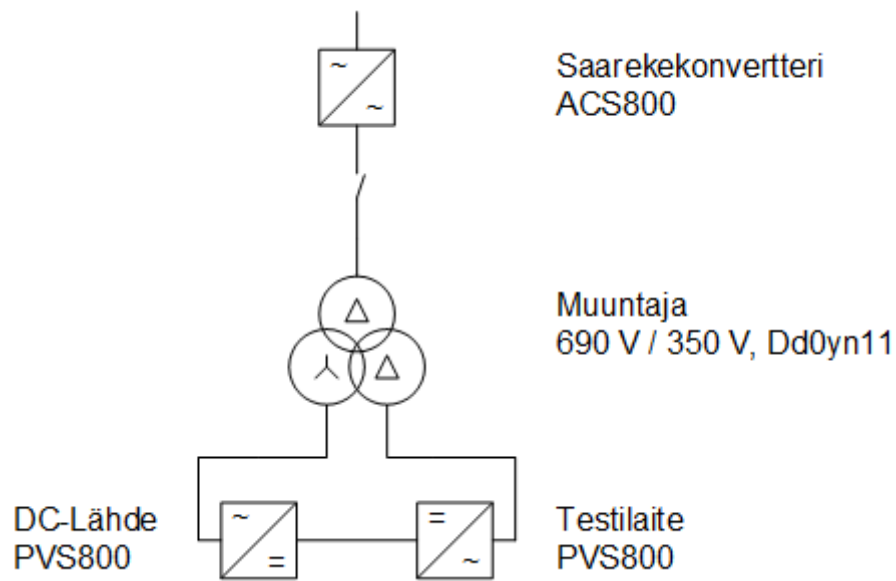 ~
~
Saarekekonvertteri
ACS800
Muuntaja
690 V / 350 V, Dd0yn11
DC-Lähde
PVS800
~
=
=
~
Testilaite
PVS800